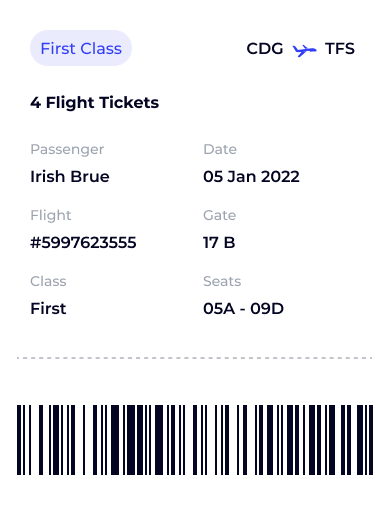 First Class CDG TFS
4 Flight Tickets
Passenger Date
Irish Brue 05 Jan 2022
Flight Gate
#5997623555 17 B
Class Seats
First 05A - 09D